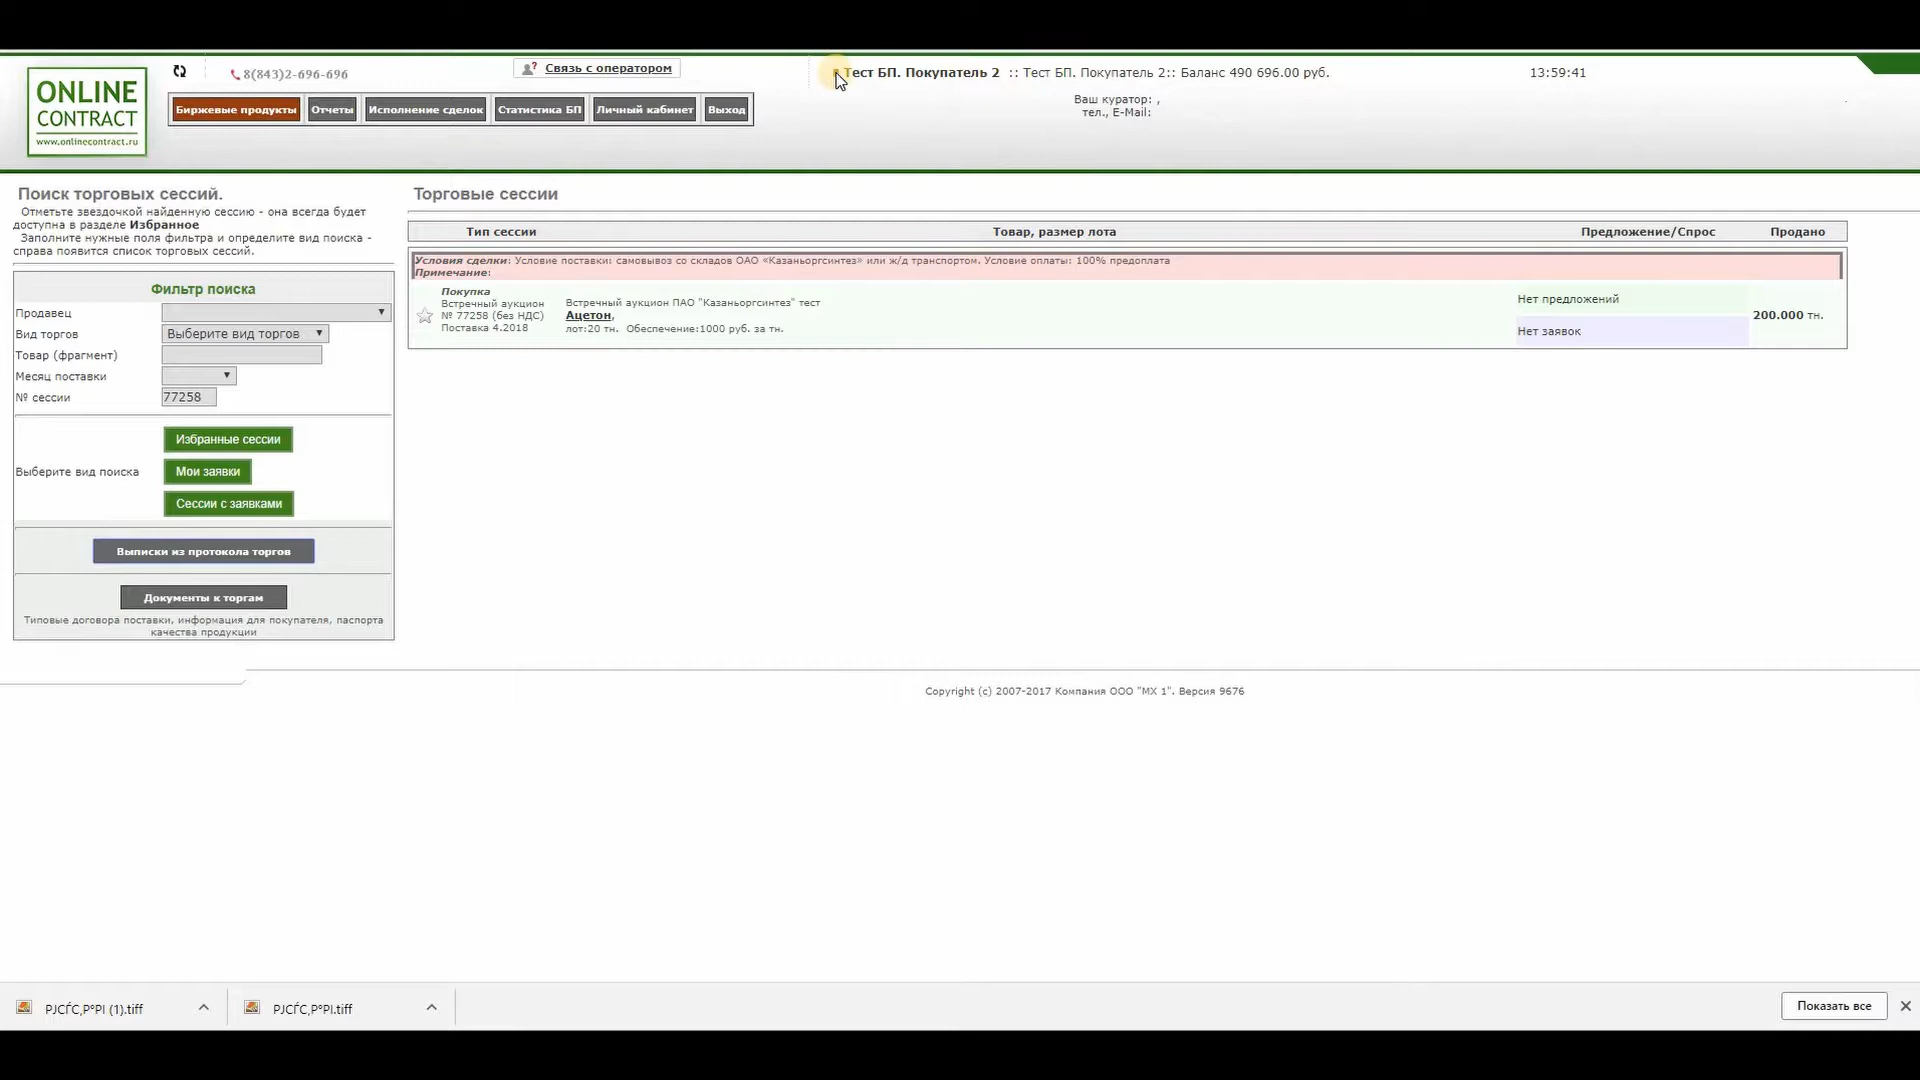 ONLINE
CONTRACT
www.onlinecontract.ru
8(843)2-696-696
Связь с оператором
Тест БП. Покупатель 2 :: Тест БП. Покупатель 2:: Баланс 490 696.00 руб.
13:59:41
Ваш куратор: ,
тел., E-Mail:
Биржевые продукты
Отчеты
Исполнение сделок
Статистика БП
Личный кабинет
Выход
Поиск торговых сессий.
Отметьте звездочкой найденную сессию - она всегда будет
доступна в разделе Избранное
Заполните нужные поля фильтра и определите вид поиска -
справа появится список торговых сессий.
Фильтр поиска
Продавец
Вид торгов
Выберите вид торгов
Товар (фрагмент)
Месяц поставки
№ сессии
77258
Избранные сессии
Выберите вид поиска
Мои заявки
Сессии с заявками
Выписки из протокола торгов
Документы к торгам
Типовые договора поставки, информация для покупателя, паспорта
качества продукции
Торговые сессии
Тип сессии
Товар, размер лота
Предложение/Спрос
Продано
Условия сделки: Условие поставки: самовывоз со складов ОАО «Казаньоргсинтез» или ж/д транспортом. Условие оплаты: 100% предоплата
Примечание:
Покупка
Встречный аукцион
№ 77258 (без НДС)
Поставка 4.2018
Встречный аукцион ПАО "Казаньоргсинтез" тест
Ацетон,
лот:20 тн. Обеспечение:1000 руб. за тн.
Нет предложений
Нет заявок
200.000 тн.
Copyright (c) 2007-2017 Компания ООО "МХ 1". Версия 9676
РЈСЃС‚Р°РІ (1).tiff
РЈСЃС‚Р°РІ.tiff
Показать все